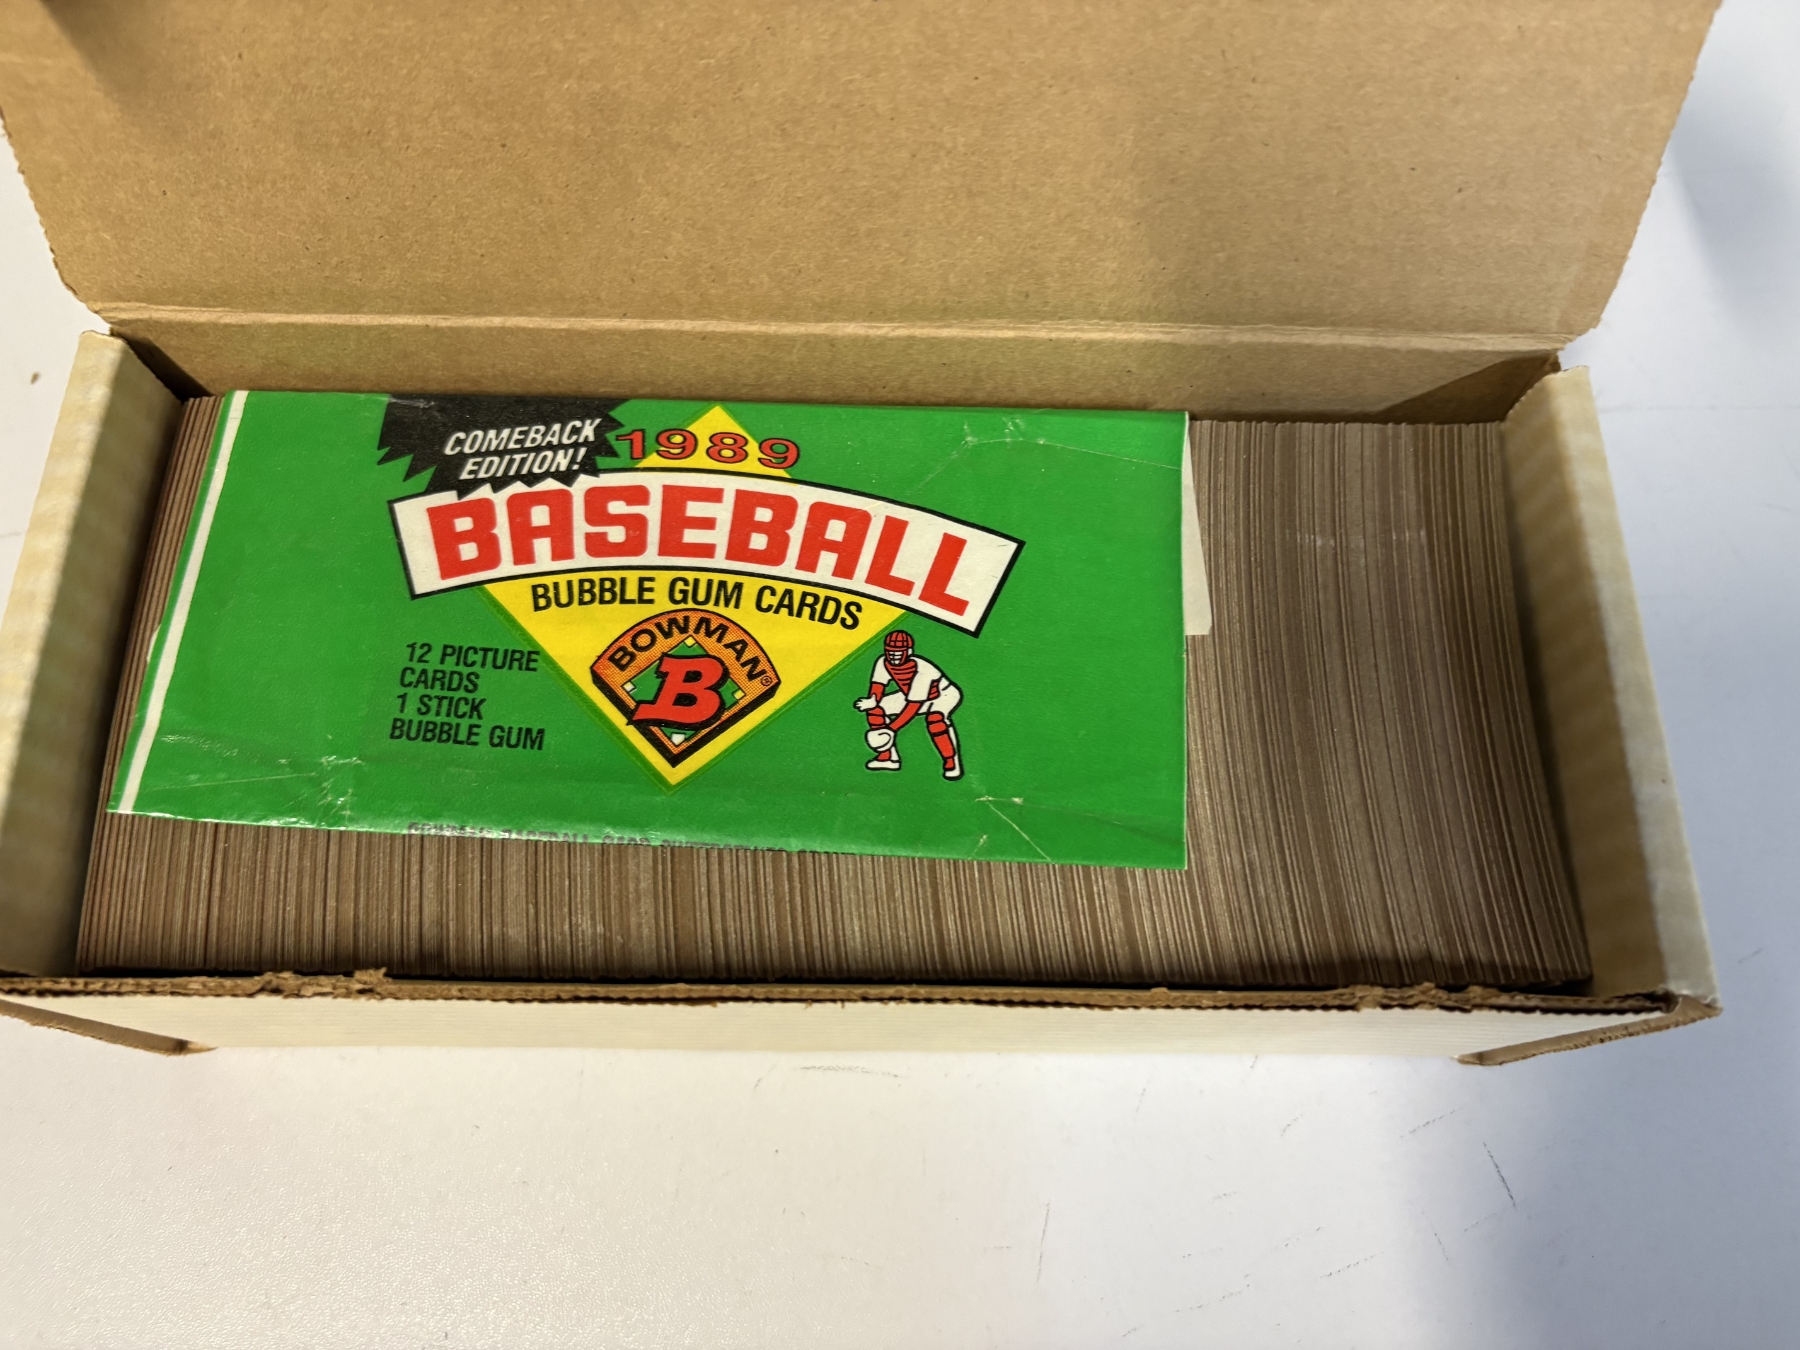 COMEBACK
EDITION!
1989
BASEBALL
BUBBLE GUM CARDS
BOWMAN®
B
12 PICTURE
CARDS
1 STICK
BUBBLE GUM